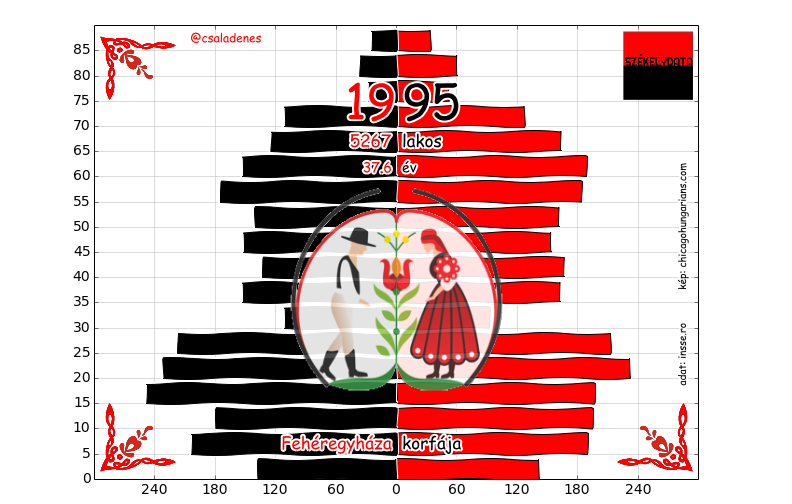 @csaladenes
SZÉKELYDATA
1995
5267 lakos
37.6 év
kép: chicagohungarians.com
adat: insse.ro
Fehéregyháza korfája
85
80
75
70
65
60
55
50
45
40
35
30
25
20
15
10
5
0
240 180 120 60 0 60 120 180 240